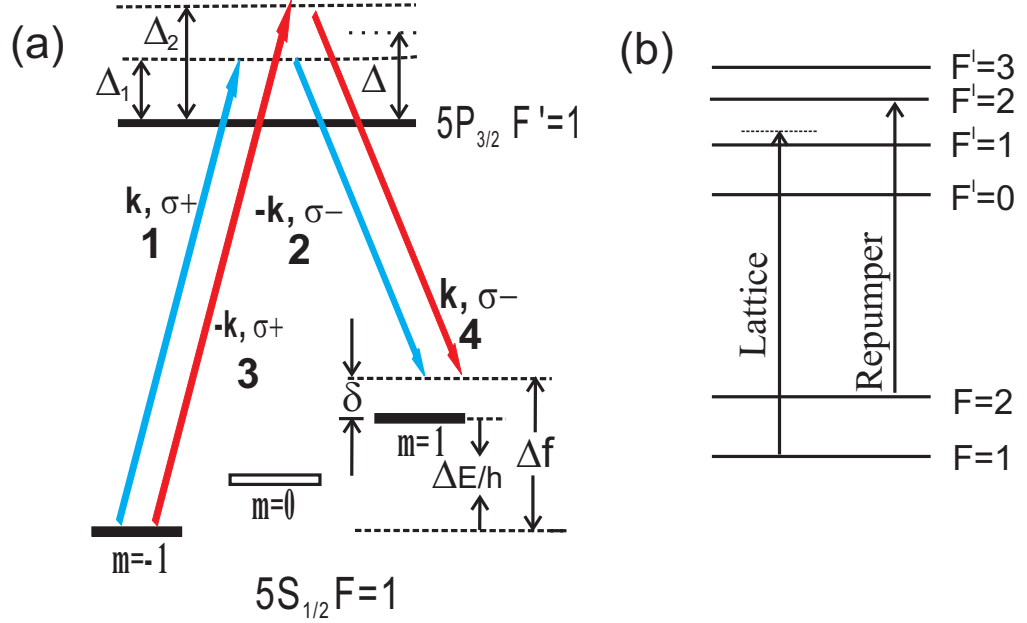 (a)
Δ₂
Δ₁
Δ
5P₃/₂ F'=1
k, σ+
1
-k, σ−
2
-k, σ+
3
k, σ−
4
δ
m=1
ΔE/h
Δf
m=0
m=-1
5S₁/₂ F=1
(b)
F'=3
F'=2
F'=1
F'=0
Lattice
Repumper
F=2
F=1